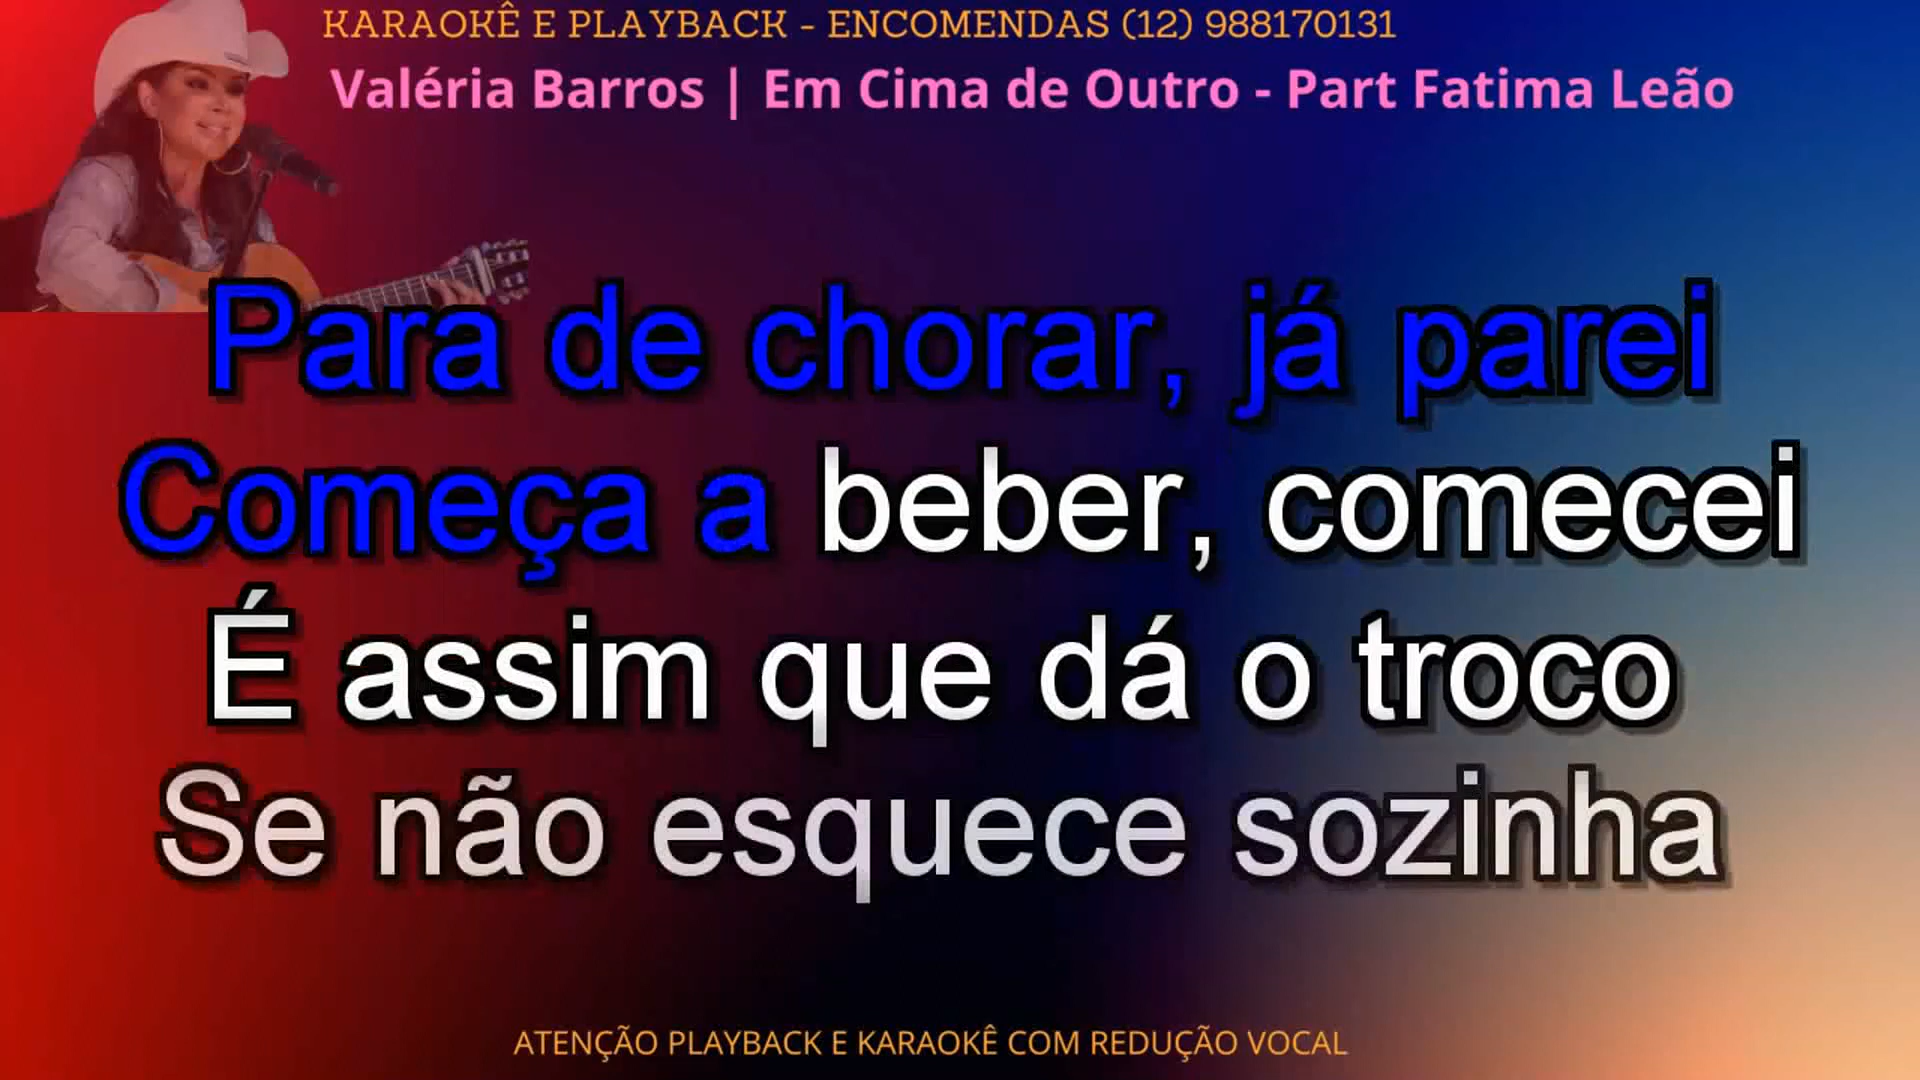 KARAOKÊ E PLAYBACK - ENCOMENDAS (12) 988170131
Valéria Barros | Em Cima de Outro - Part Fatima Leão
Para de chorar, já parei
Começa a beber, comecei
É assim que dá o troco
Se não esquece sozinha
ATENÇÃO PLAYBACK E KARAOKÊ COM REDUÇÃO VOCAL